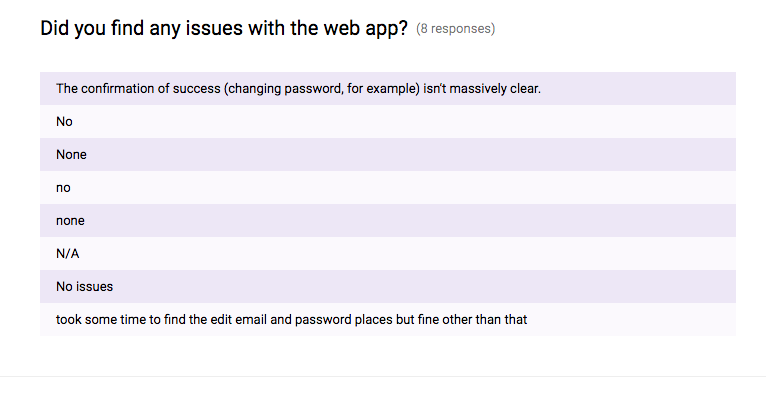 Did you find any issues with the web app? (8 responses)
The confirmation of success (changing password, for example) isn't massively clear.
No
None
no
none
N/A
No issues
took some time to find the edit email and password places but fine other than that